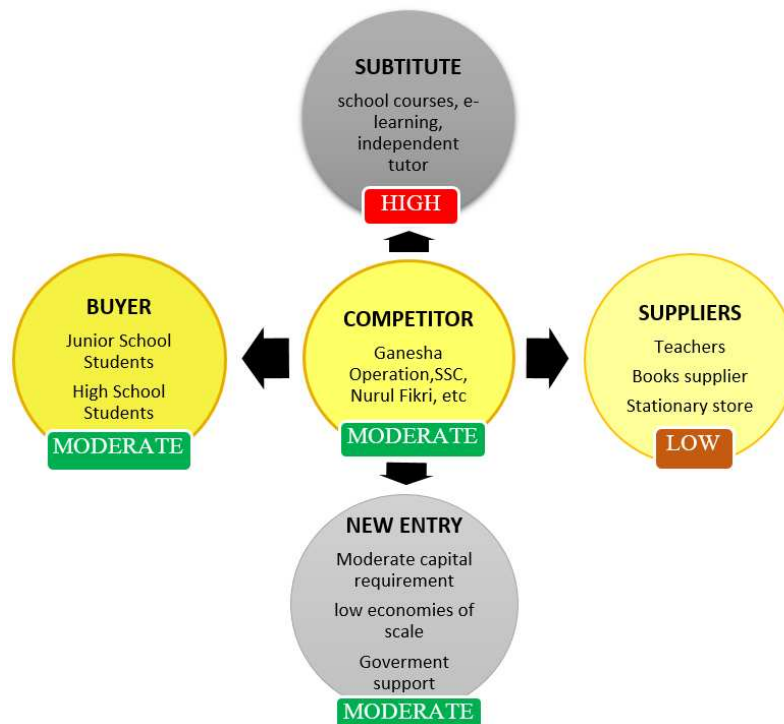 SUBTITUTE
school courses, e-
learning,
independent
tutor
HIGH
BUYER
Junior School
Students
High School
Students
MODERATE
COMPETITOR
Ganesha
Operation,SSC,
Nurul Fikri, etc
MODERATE
SUPPLIERS
Teachers
Books supplier
Stationary store
LOW
NEW ENTRY
Moderate capital
requirement
low economies of
scale
Goverment
support
MODERATE